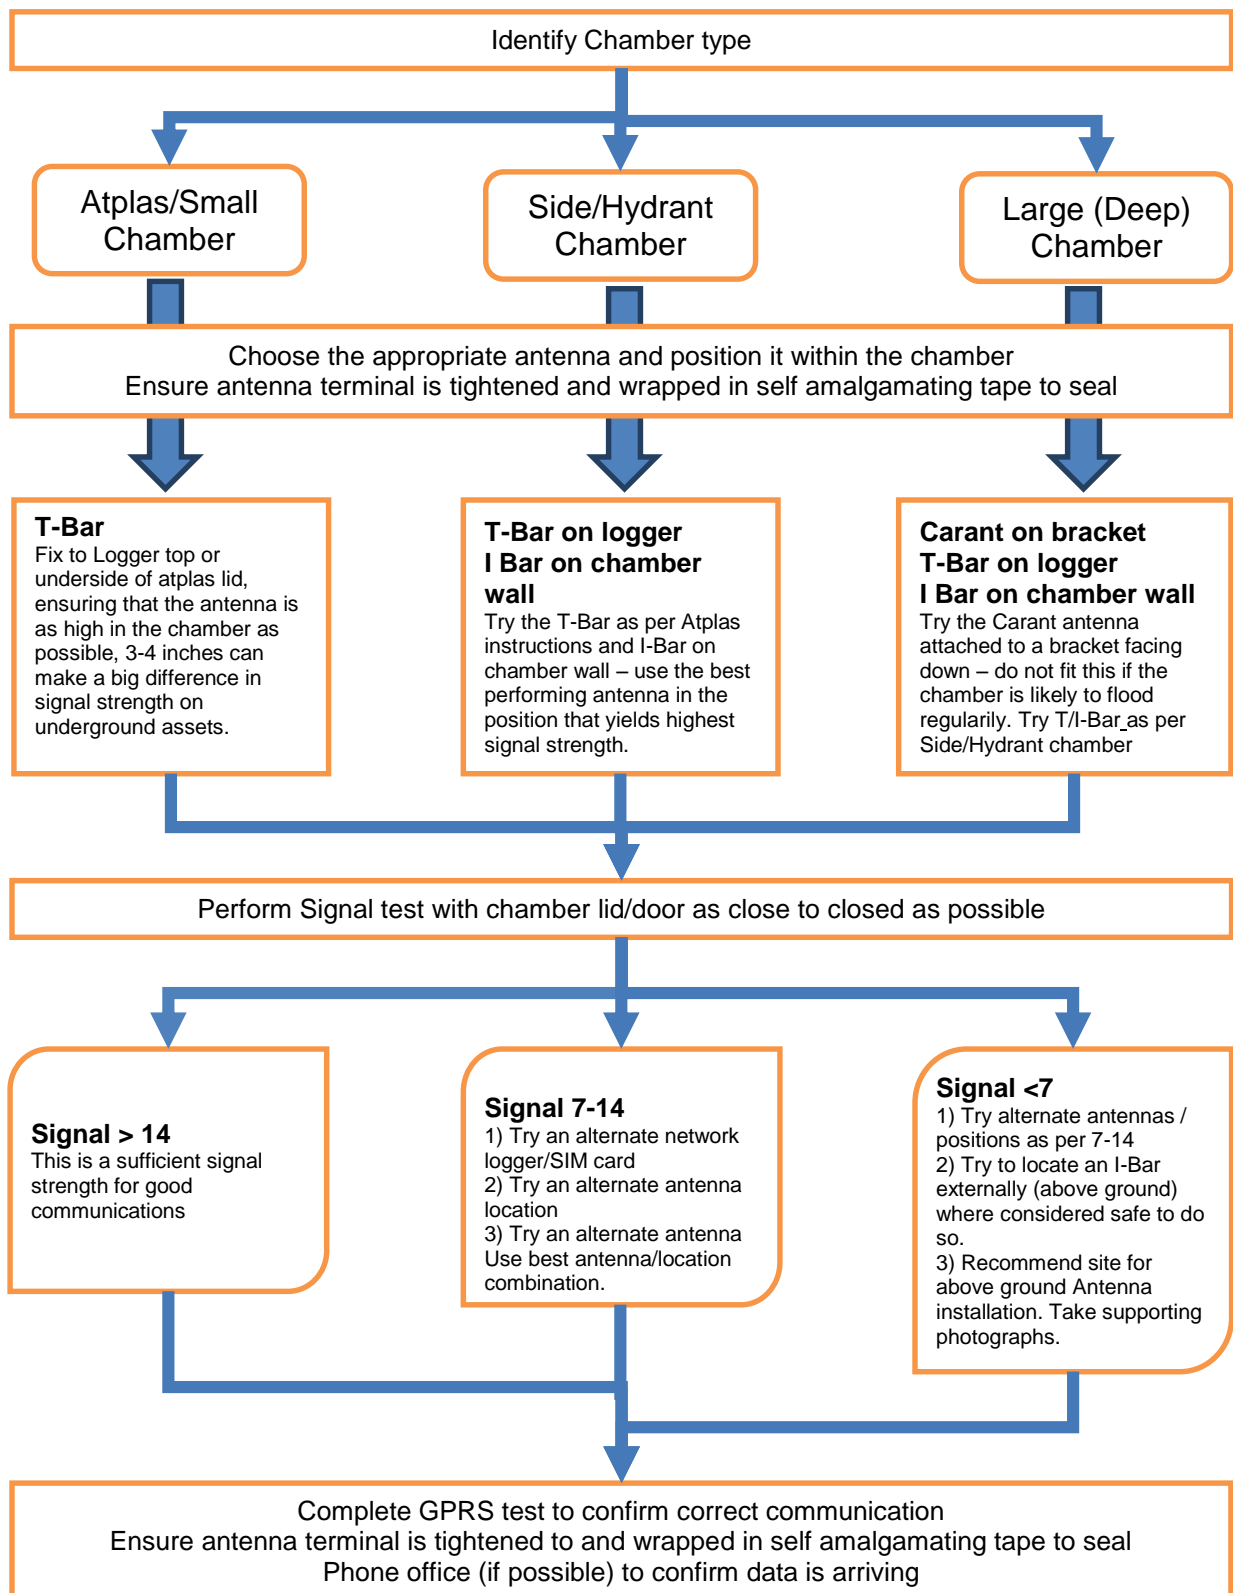 Identify Chamber type
Atplas/Small
Chamber
Side/Hydrant
Chamber
Large (Deep)
Chamber
Choose the appropriate antenna and position it within the chamber
Ensure antenna terminal is tightened and wrapped in self amalgamating tape to seal
T-Bar
Fix to Logger top or
underside of atplas lid,
ensuring that the antenna is
as high in the chamber as
possible, 3-4 inches can
make a big difference in
signal strength on
underground assets.
T-Bar on logger
I Bar on chamber
wall
Try the T-Bar as per Atplas
instructions and I-Bar on
chamber wall – use the best
performing antenna in the
position that yields highest
signal strength.
Carant on bracket
T-Bar on logger
I Bar on chamber wall
Try the Carant antenna
attached to a bracket facing
down – do not fit this if the
chamber is likely to flood
regularily. Try T/I-Bar as per
Side/Hydrant chamber
Perform Signal test with chamber lid/door as close to closed as possible
Signal > 14
This is a sufficient signal
strength for good
communications
Signal 7-14
1) Try an alternate network
logger/SIM card
2) Try an alternate antenna
location
3) Try an alternate antenna
Use best antenna/location
combination.
Signal <7
1) Try alternate antennas /
positions as per 7-14
2) Try to locate an I-Bar
externally (above ground)
where considered safe to do
so.
3) Recommend site for
above ground Antenna
installation. Take supporting
photographs.
Complete GPRS test to confirm correct communication
Ensure antenna terminal is tightened to and wrapped in self amalgamating tape to seal
Phone office (if possible) to confirm data is arriving